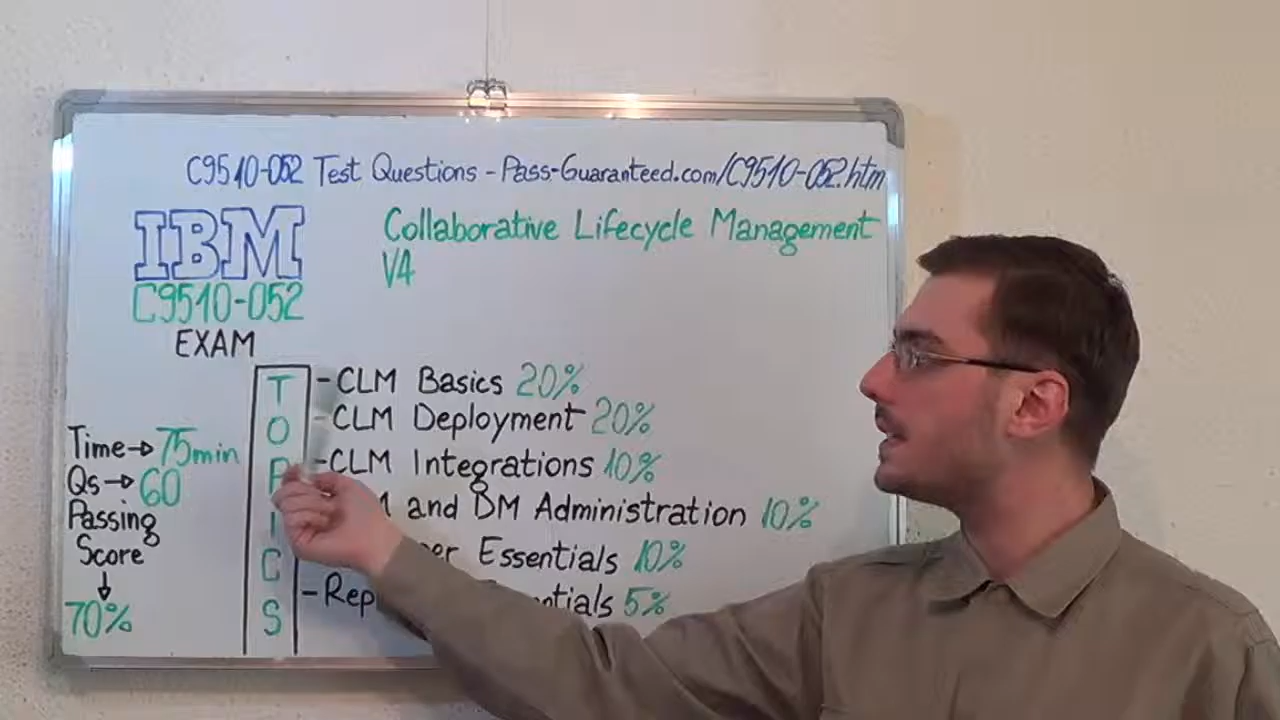 C9510-052 Test Questions - Pass-Guaranteed.com/C9510-052.htm
IBM
C9510-052
EXAM
Collaborative Lifecycle Management
V4
TOPICS
-CLM Basics 20%
-CLM Deployment 20%
-CLM Integrations 10%
and DM Administration 10%
Essentials 10%
5%
Time→75min
Qs→60
Passing
Score
↓
70%